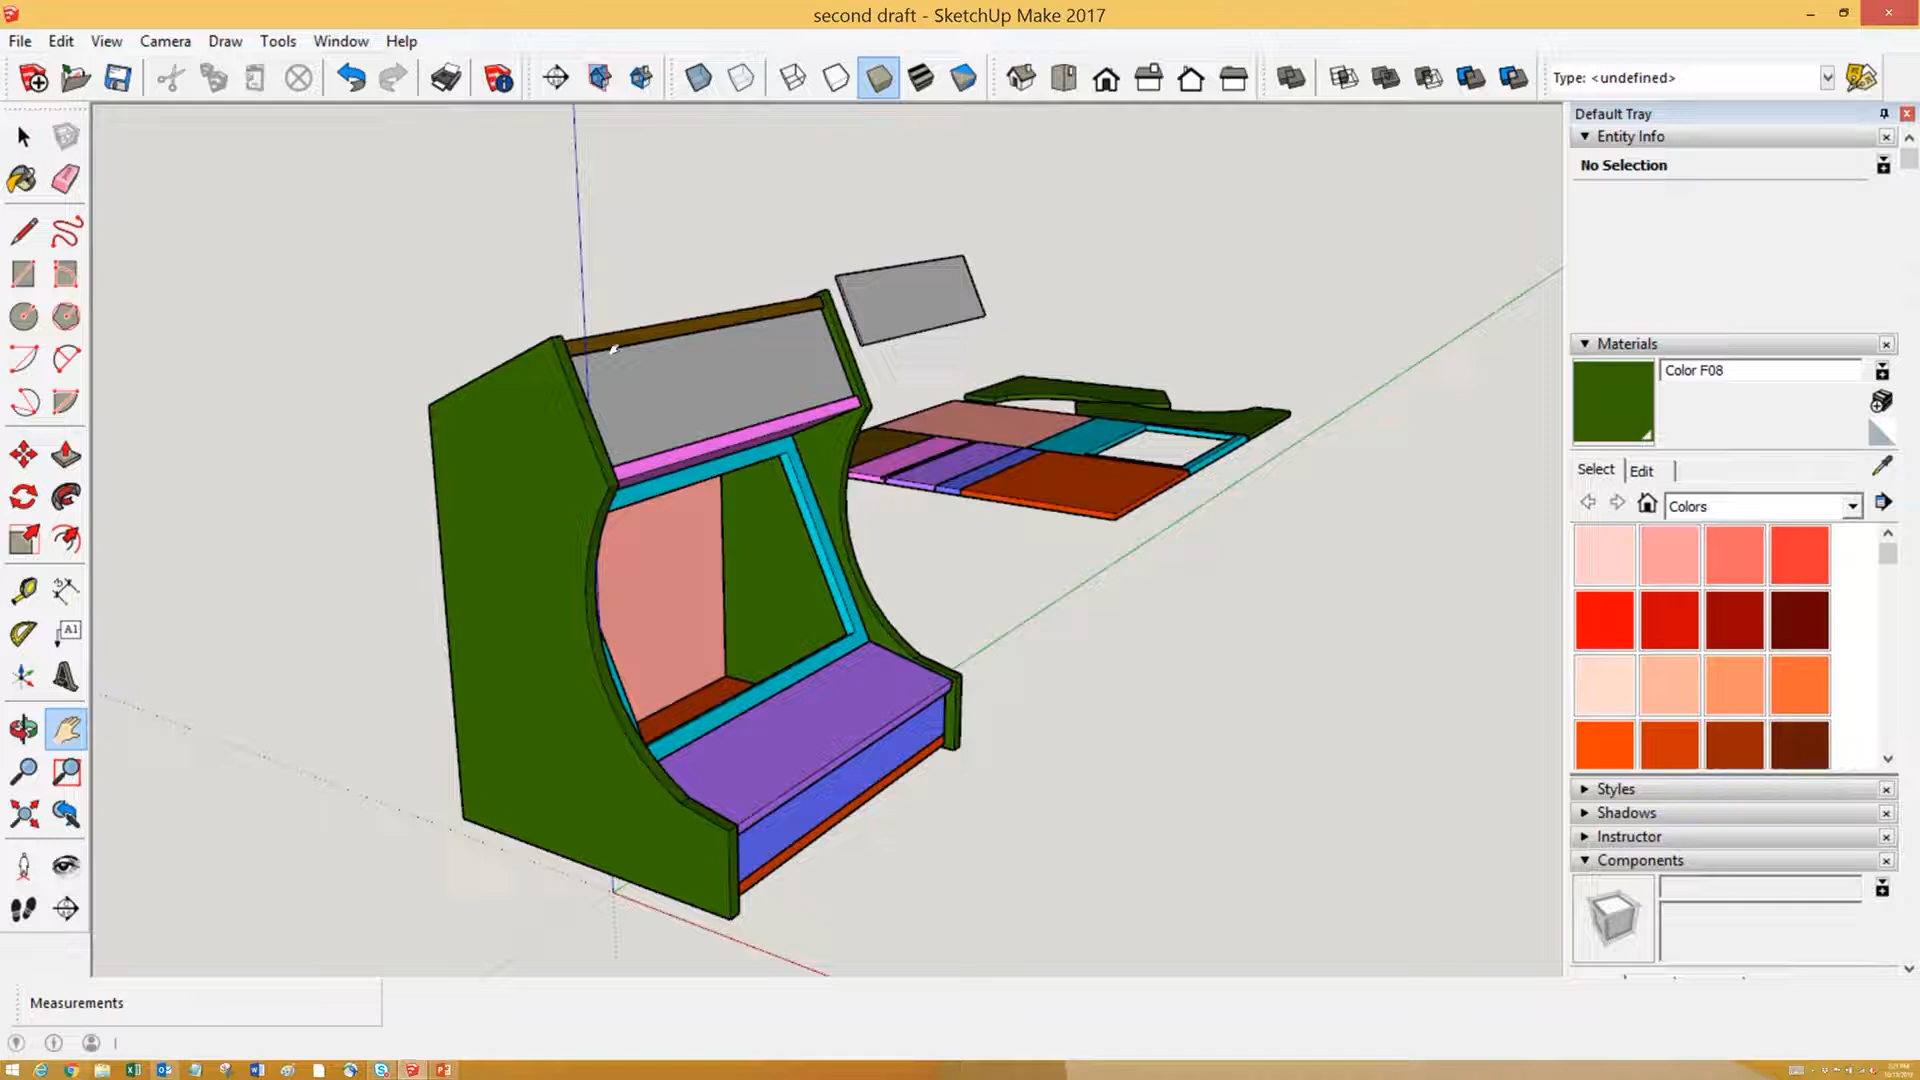 second draft - SketchUp Make 2017
File Edit View Camera Draw Tools Window Help
Type: <undefined>
Default Tray
Entity Info
No Selection
Materials
Color F08
Select Edit
Colors
Styles
Shadows
Instructor
Components
A1
Measurements